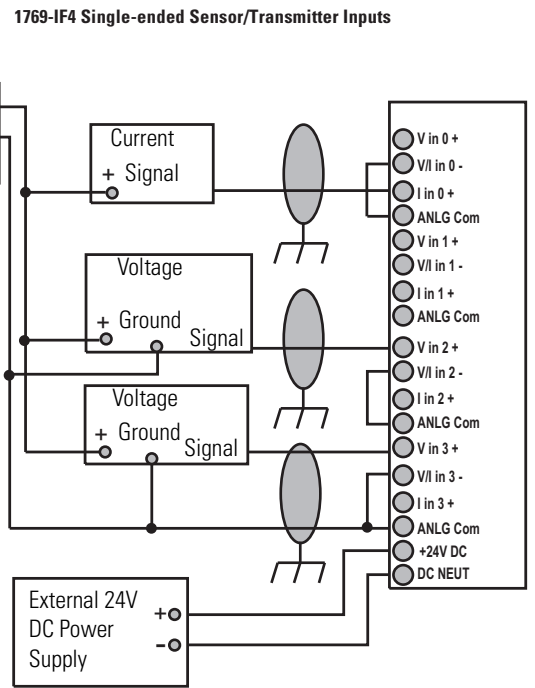 1769-IF4 Single-ended Sensor/Transmitter Inputs
Current
+ Signal
V in 0 +
V/I in 0 -
I in 0 +
ANLG Com
V in 1 +
V/I in 1 -
I in 1 +
ANLG Com
Voltage
+ Ground
Signal
V in 2 +
V/I in 2 -
I in 2 +
ANLG Com
Voltage
+ Ground
Signal
V in 3 +
V/I in 3 -
I in 3 +
ANLG Com
+24V DC
DC NEUT
External 24V
DC Power
Supply
+
-